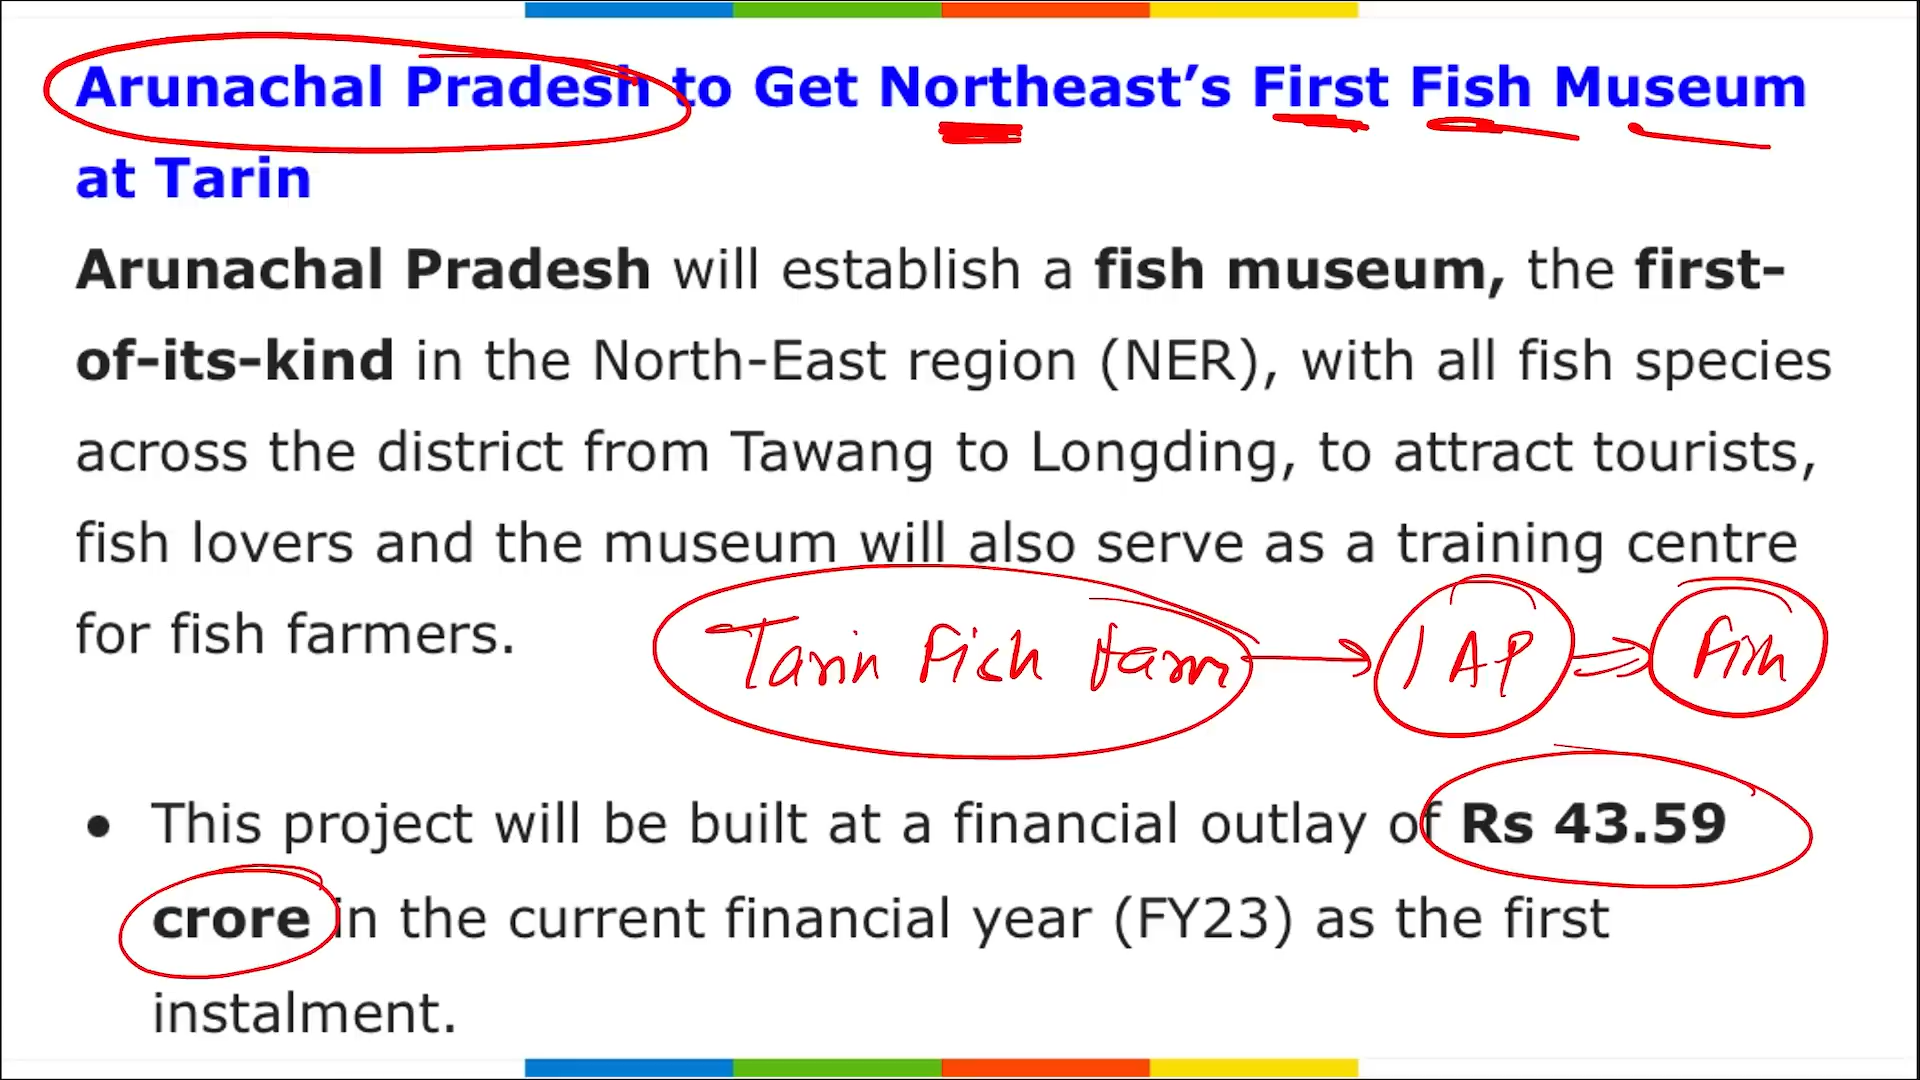 Arunachal Pradesh to Get Northeast’s First Fish Museum
at Tarin
Arunachal Pradesh will establish a fish museum, the first-
of-its-kind in the North-East region (NER), with all fish species
across the district from Tawang to Longding, to attract tourists,
fish lovers and the museum will also serve as a training centre
for fish farmers.
Tarin Fish farm → 1 AP ⇒ Fish
• This project will be built at a financial outlay of Rs 43.59
crore in the current financial year (FY23) as the first
instalment.